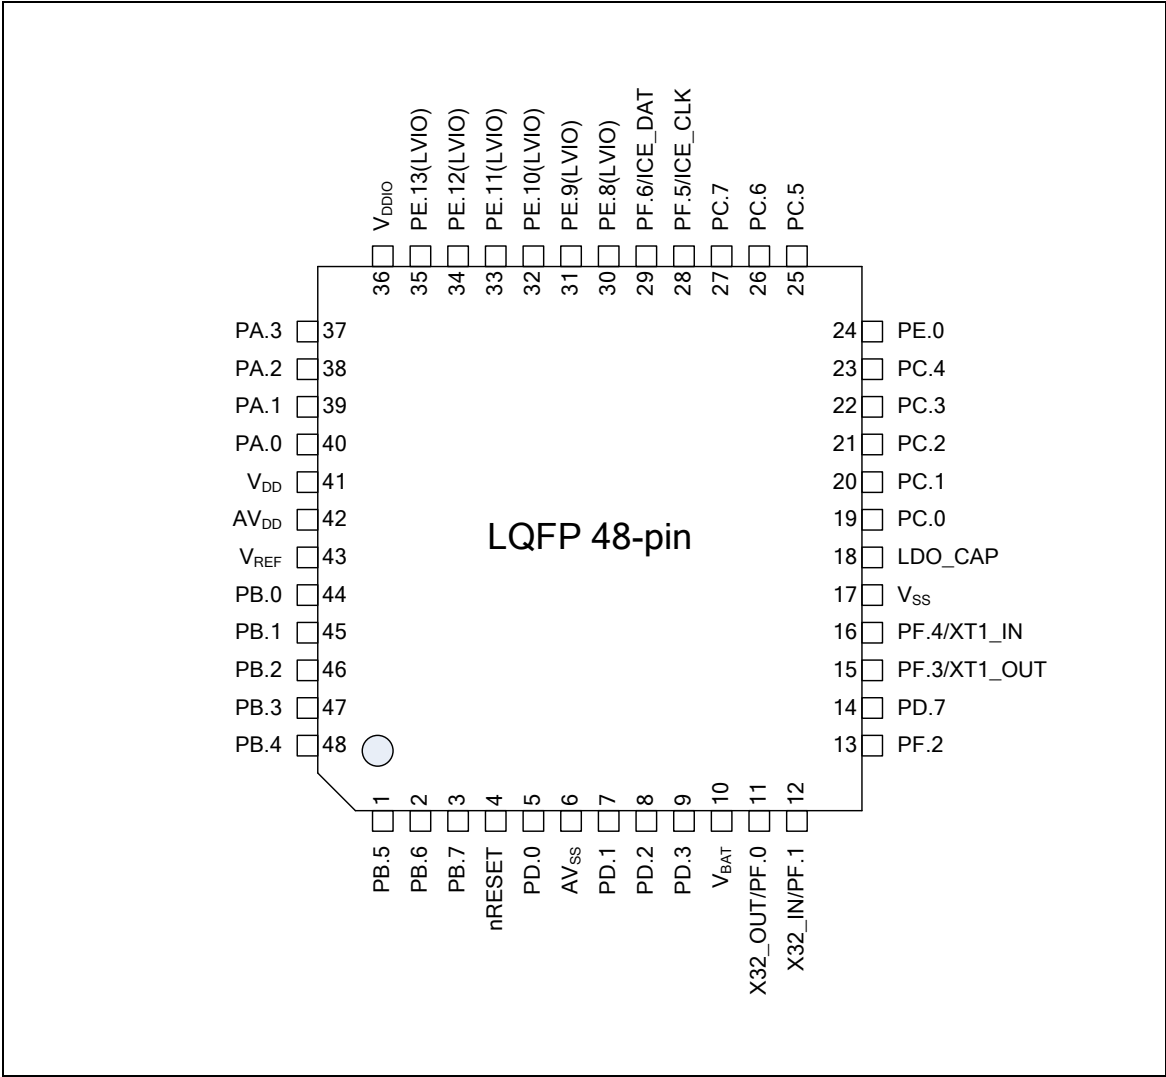 VDDIO
PE.13(LVIO)
PE.12(LVIO)
PE.11(LVIO)
PE.10(LVIO)
PE.9(LVIO)
PE.8(LVIO)
PF.6/ICE_DAT
PF.5/ICE_CLK
PC.7
PC.6
PC.5
36
35
34
33
32
31
30
29
28
27
26
25
PA.3 37
PA.2 38
PA.1 39
PA.0 40
VDD 41
AVDD 42
VREF 43
PB.0 44
PB.1 45
PB.2 46
PB.3 47
PB.4 48
LQFP 48-pin
24 PE.0
23 PC.4
22 PC.3
21 PC.2
20 PC.1
19 PC.0
18 LDO_CAP
17 VSS
16 PF.4/XT1_IN
15 PF.3/XT1_OUT
14 PD.7
13 PF.2
1
2
3
4
5
6
7
8
9
10
11
12
PB.5
PB.6
PB.7
nRESET
PD.0
AVSS
PD.1
PD.2
PD.3
VBAT
X32_OUT/PF.0
X32_IN/PF.1